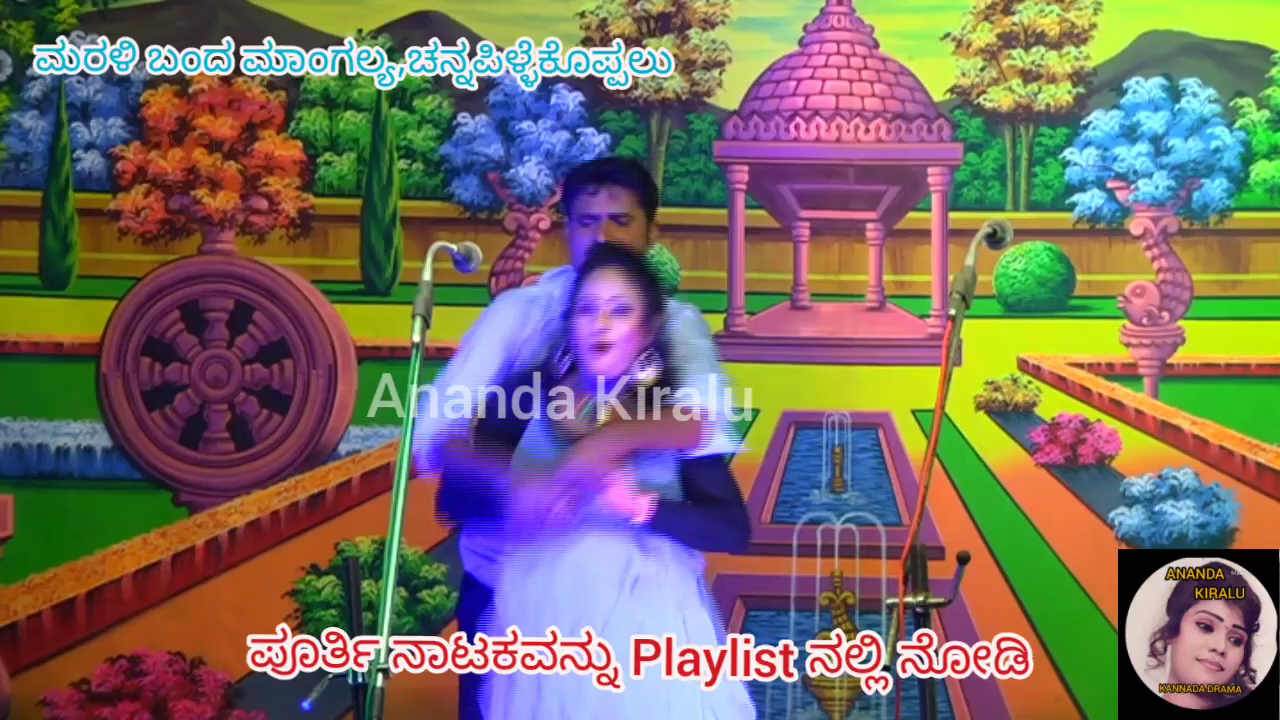 ಮರಳಿ ಬಂದ ಮಾಂಗಲ್ಯ,ಚನ್ನಪಿಳ್ಳೆಕೊಪ್ಪಲು
Ananda Kiralu
ANANDA
KIRALU
KANNADA DRAMA
ಪೂರ್ತಿ ನಾಟಕವನ್ನು Playlist ನಲ್ಲಿ ನೋಡಿ